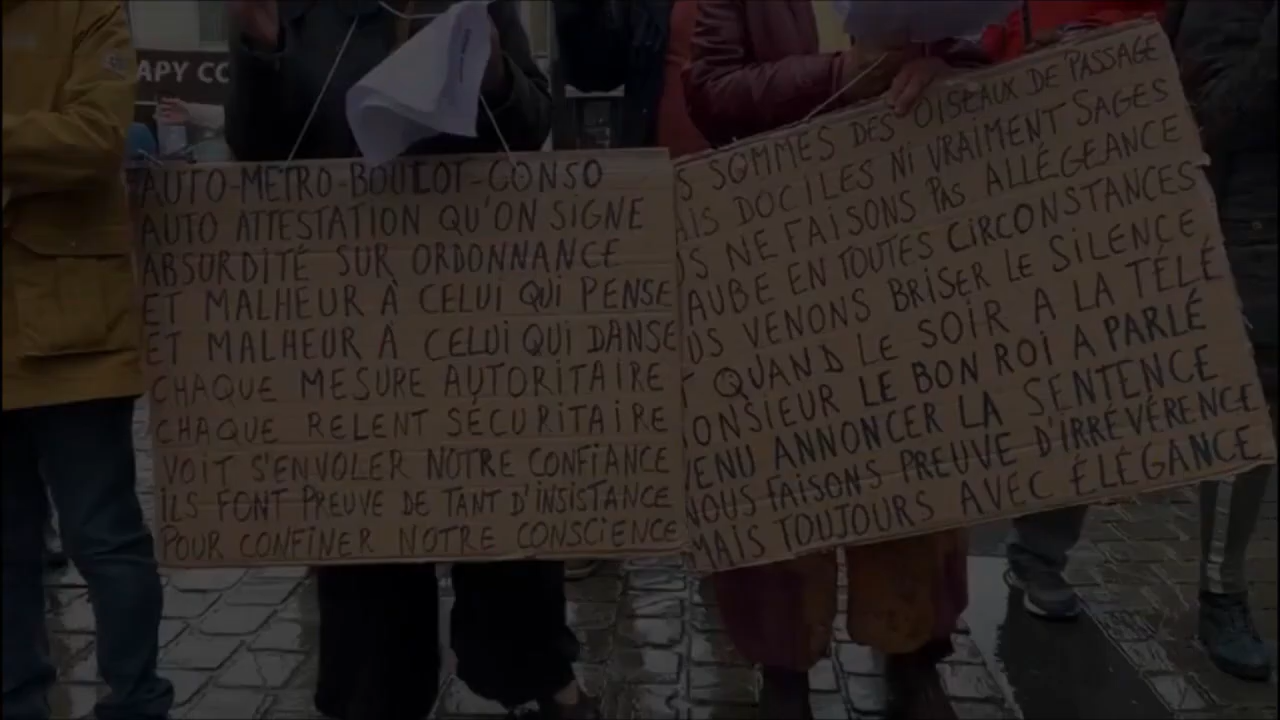 APY CC
AUTO-METRO-BOULOT-CONSO
AUTO ATTESTATION QU'ON SIGNE
ABSURDITÉ SUR ORDONNANCE
ET MALHEUR À CELUI QUI PENSE
ET MALHEUR À CELUI QUI DANSE
CHAQUE MESURE AUTORITAIRE
CHAQUE RELENT SÉCURITAIRE
VOIT S'ENVOLER NOTRE CONFIANCE
ILS FONT PREUVE DE TANT D'INSISTANCE
POUR CONFINER NOTRE CONSCIENCE
S SOMMES DES OISEAUX DE PASSAGE
AIS DOCILES NI VRAIMENT SAGES
US NE FAISONS PAS ALLÉGEANCE
AUBE EN TOUTES CIRCONSTANCES
US VENONS BRISER LE SILENCE
T QUAND LE SOIR A LA TÉLÉ
ONSIEUR LE BON ROI A PARLÉ
VENU ANNONCER LA SENTENCE
NOUS FAISONS PREUVE D'IRRÉVÉRENCE
MAIS TOUJOURS AVEC ÉLÉGANCE